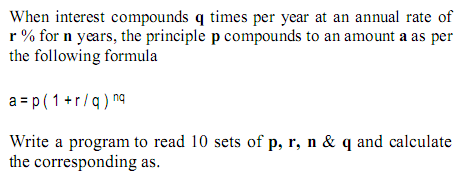 When interest compounds q times per year at an annual rate of
r % for n years, the principle p compounds to an amount a as per
the following formula
a = p ( 1 + r / q ) nq
Write a program to read 10 sets of p, r, n & q and calculate
the corresponding as.